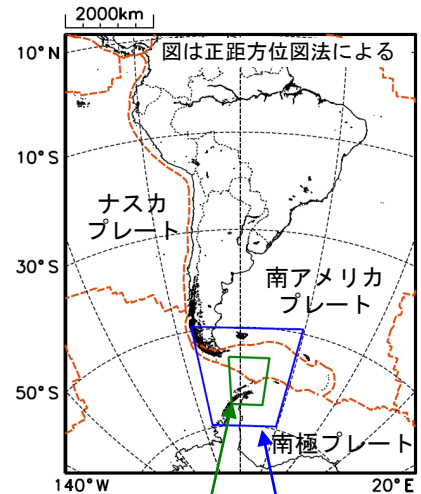 2000km
図は正距方位図法による
10°N
10°S
ナスカ
プレート
30°S
南アメリカ
プレート
50°S
南極プレート
140°W
20°E